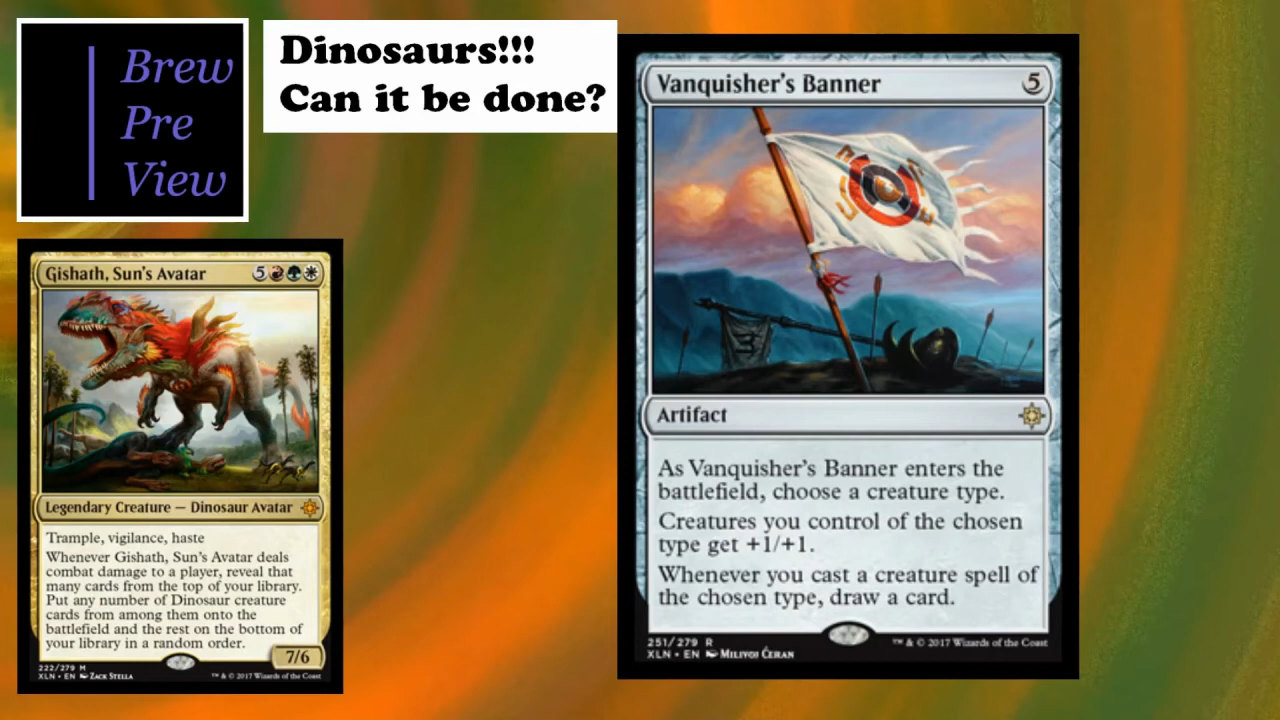 Brew
Pre
View
Dinosaurs!!!
Can it be done?
Gishath, Sun's Avatar 5
Legendary Creature — Dinosaur Avatar
Trample, vigilance, haste
Whenever Gishath, Sun's Avatar deals
combat damage to a player, reveal that
many cards from the top of your library.
Put any number of Dinosaur creature
cards from among them onto the
battlefield and the rest on the bottom of
your library in a random order.
7/6
222/279 M
XLN • EN Zack Stella
™ & © 2017 Wizards of the Coast
Vanquisher's Banner 5
Artifact
As Vanquisher's Banner enters the
battlefield, choose a creature type.
Creatures you control of the chosen
type get +1/+1.
Whenever you cast a creature spell of
the chosen type, draw a card.
251/279 R
XLN • EN Milivoj Ćeran
™ & © 2017 Wizards of the Coast